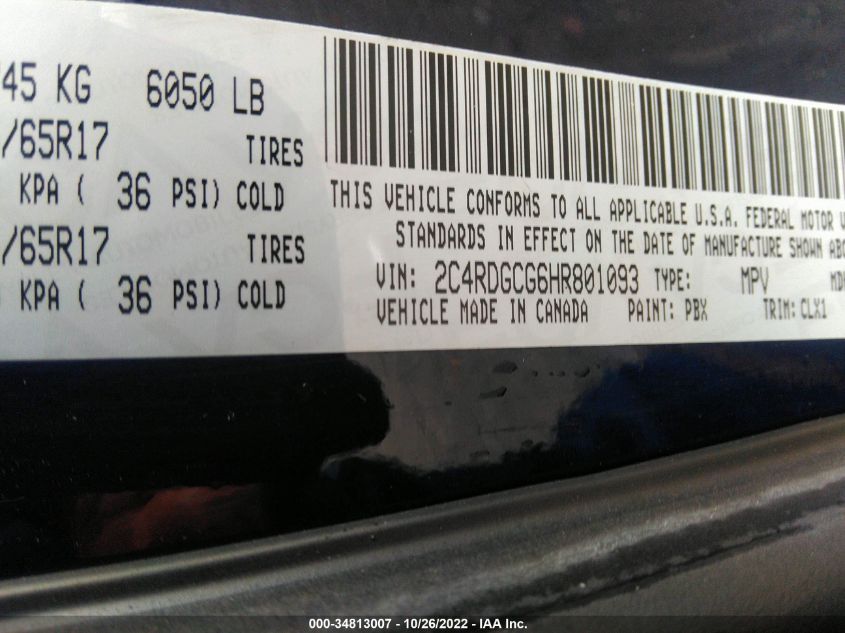 45 KG 6050 LB
/65R17 TIRES
KPA ( 36 PSI) COLD
/65R17 TIRES
KPA ( 36 PSI) COLD
THIS VEHICLE CONFORMS TO ALL APPLICABLE U.S.A. FEDERAL MOTOR
STANDARDS IN EFFECT ON THE DATE OF MANUFACTURE SHOWN ABO
VIN: 2C4RDGCG6HR801093 TYPE: MPV
VEHICLE MADE IN CANADA PAINT: PBX TRIM: CLX1
000-34813007 - 10/26/2022 - IAA Inc.